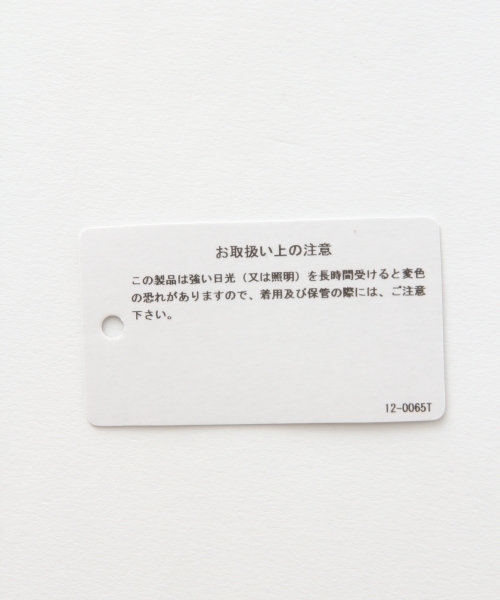 お取扱い上の注意
この製品は強い日光（又は照明）を長時間受けると変色
の恐れがありますので、着用及び保管の際には、ご注意
下さい。
12-0065T